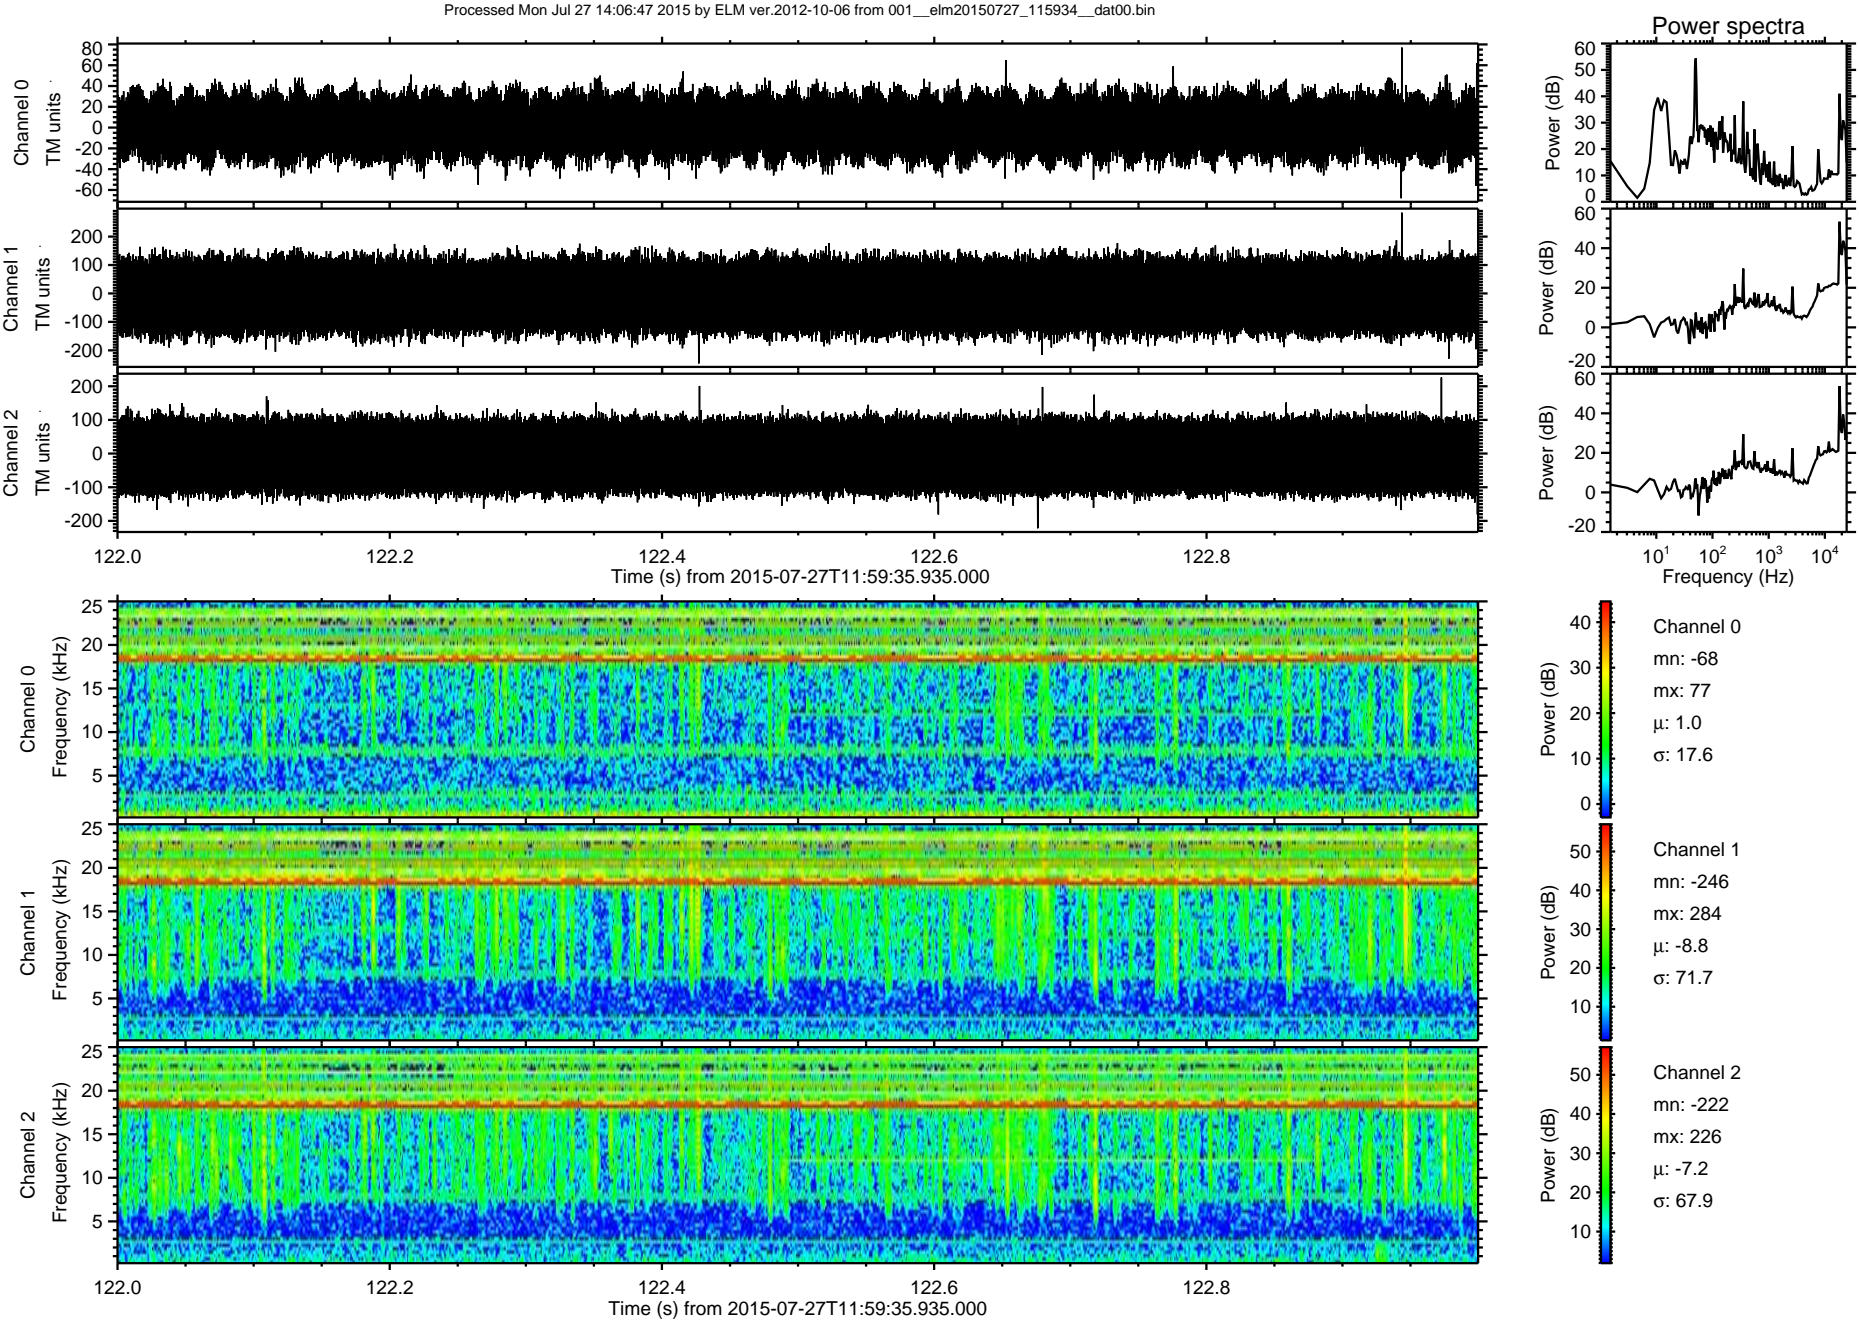 Processed Mon Jul 27 14:06:47 2015 by ELM ver.2012-10-06 from 001__elm20150727_115934__dat00.bin
Power spectra
Channel 0
TM units
80
60
40
20
0
-20
-40
-60
Power (dB)
60
50
40
30
20
10
0
Channel 1
TM units
200
100
0
-100
-200
Power (dB)
60
40
20
0
-20
Channel 2
TM units
200
100
0
-100
-200
Power (dB)
60
40
20
0
-20
122.0 122.2 122.4 122.6 122.8
Time (s) from 2015-07-27T11:59:35.935.000
10^1 10^2 10^3 10^4
Frequency (Hz)
Channel 0
Frequency (kHz)
25
20
15
10
5
Power (dB)
40
30
20
10
0
Channel 0
mn: -68
mx: 77
μ: 1.0
σ: 17.6
Channel 1
Frequency (kHz)
25
20
15
10
5
Power (dB)
50
40
30
20
10
Channel 1
mn: -246
mx: 284
μ: -8.8
σ: 71.7
Channel 2
Frequency (kHz)
25
20
15
10
5
Power (dB)
50
40
30
20
10
Channel 2
mn: -222
mx: 226
μ: -7.2
σ: 67.9
122.0 122.2 122.4 122.6 122.8
Time (s) from 2015-07-27T11:59:35.935.000